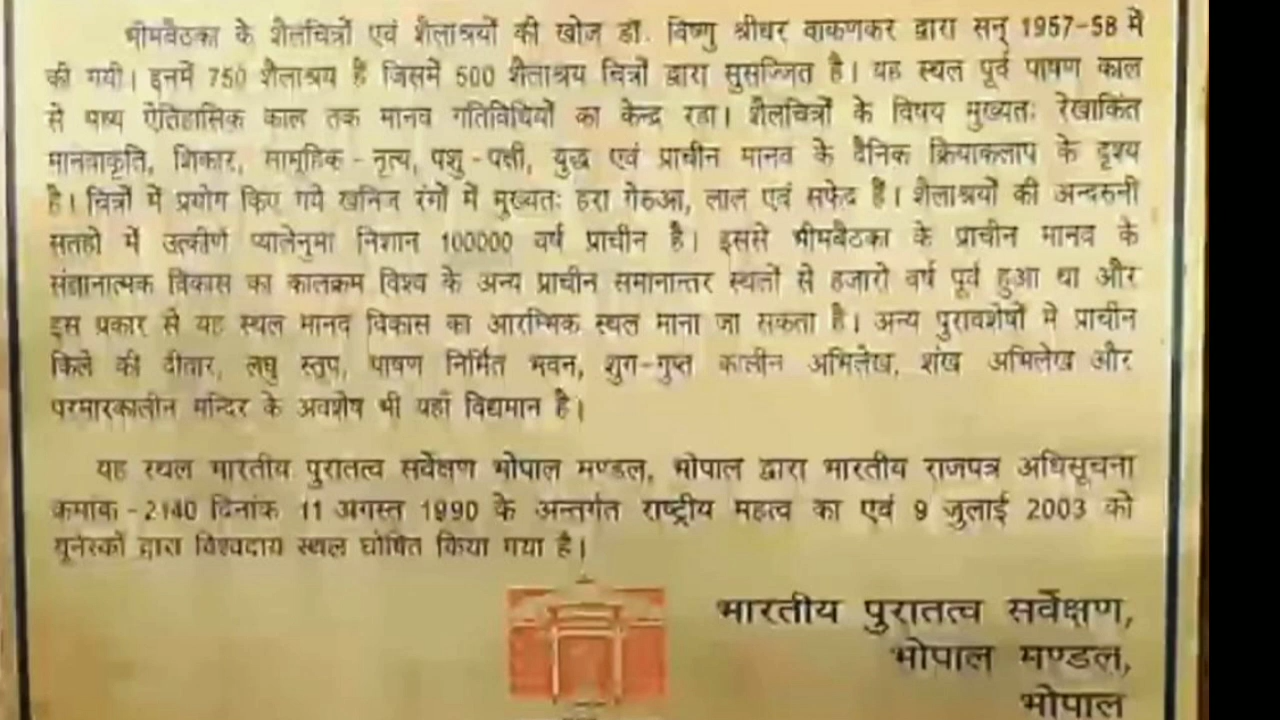 भीमबैठका के शैलचित्रों एवं शैलाश्रयों की खोज डॉ. विष्णु श्रीधर वाकणकर द्वारा सन् 1957-58 में
की गयी। इनमें 750 शैलाश्रय है जिसमें 500 शैलाश्रय चित्रों द्वारा सुसज्जित है। यह स्थल पूर्व पाषण काल
से मध्य ऐतिहासिक काल तक मानव गतिविधियों का केन्द्र रहा। शैलचित्रों के विषय मुख्यतः रेखाकिंत
मानवाकृति, शिकार, सामूहिक - नृत्य, पशु - पक्षी, युद्ध एवं प्राचीन मानव के दैनिक क्रियाकलाप के दृश्य
है। चित्रों में प्रयोग किए गये खनिज रंगों में मुख्यतः हरा गेरुआ, लाल एवं सफेद है। शैलाश्रयों की अन्दरुनी
सतहो में उत्कीर्ण प्यालेनुमा निशान 100000 वर्ष प्राचीन है। इससे भीमबैठका के प्राचीन मानव के
संज्ञानात्मक विकास का कालक्रम विश्व के अन्य प्राचीन समानान्तर स्थलों से हजारो वर्ष पूर्व हुआ था और
इस प्रकार से यह स्थल मानव विकास का आरम्भिक स्थल माना जा सकता है। अन्य पुरावशेषों मे प्राचीन
किले की दीवार, लघु स्तूप, पाषण निर्मित भवन, शुग-गुप्त कालीन अभिलेख, शंख अभिलेख और
परमारकालीन मन्दिर के अवशेष भी यहाँ विद्यमान है।
यह स्थल भारतीय पुरातत्व सर्वेक्षण भोपाल मण्डल, भोपाल द्वारा भारतीय राजपत्र अधिसूचना
क्रमांक - 2140 दिनांक 11 अगस्त 1990 के अन्तर्गत राष्ट्रीय महत्व का एवं 9 जुलाई 2003 को
यूनेस्को द्वारा विश्वदाय स्थल घोषित किया गया है।
भारतीय पुरातत्व सर्वेक्षण,
भोपाल मण्डल,
भोपाल